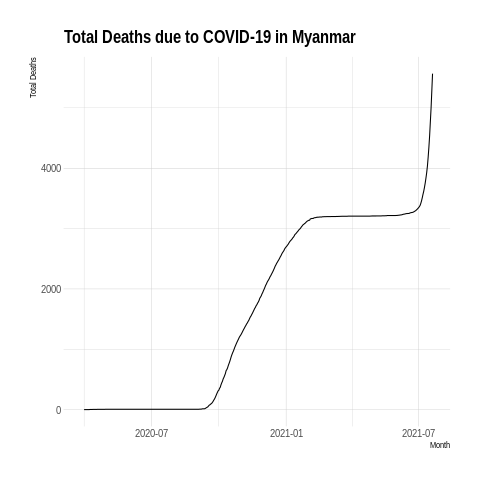 Total Deaths due to COVID-19 in Myanmar
Total Deaths
4000
2000
0
2020-07
2021-01
2021-07
Month